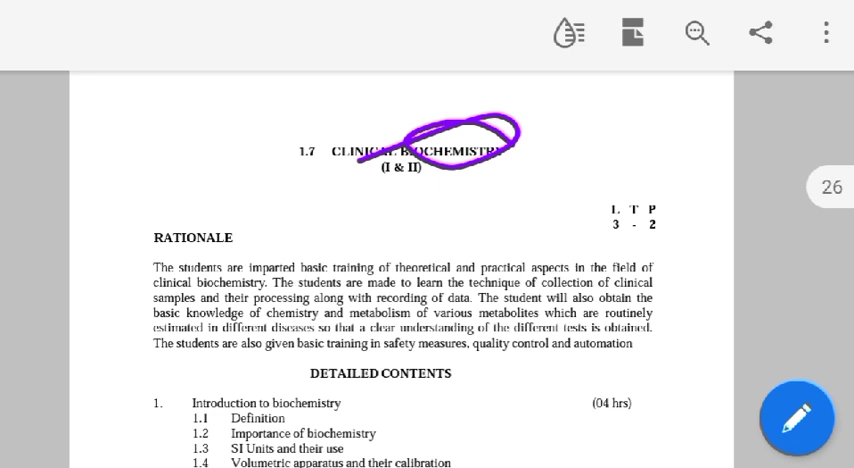 1.7 CLINICAL BIOCHEMISTRY
(I & II)
26
L T P
3 - 2
RATIONALE
The students are imparted basic training of theoretical and practical aspects in the field of
clinical biochemistry. The students are made to learn the technique of collection of clinical
samples and their processing along with recording of data. The student will also obtain the
basic knowledge of chemistry and metabolism of various metabolites which are routinely
estimated in different diseases so that a clear understanding of the different tests is obtained.
The students are also given basic training in safety measures, quality control and automation
DETAILED CONTENTS
1. Introduction to biochemistry (04 hrs)
1.1 Definition
1.2 Importance of biochemistry
1.3 SI Units and their use
1.4 Volumetric apparatus and their calibration